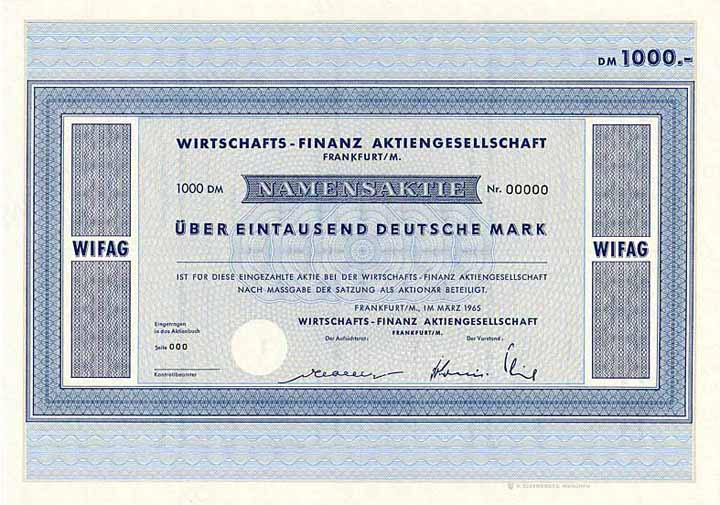 DM 1000.–
WIRTSCHAFTS-FINANZ AKTIENGESELLSCHAFT
FRANKFURT/M.
1000 DM NAMENSAKTIE Nr. 00000
ÜBER EINTAUSEND DEUTSCHE MARK
WIFAG
WIFAG
IST FÜR DIESE EINGEZAHLTE AKTIE BEI DER WIRTSCHAFTS-FINANZ AKTIENGESELLSCHAFT
NACH MASSGABE DER SATZUNG ALS AKTIONÄR BETEILIGT.
FRANKFURT/M., IM MÄRZ 1965
WIRTSCHAFTS-FINANZ AKTIENGESELLSCHAFT
FRANKFURT/M.
Eingetragen
in das Aktienbuch
Der Aufsichtsrat:
Der Vorstand:
Seite 000
Kontrollbeamter
MÜNCHEN